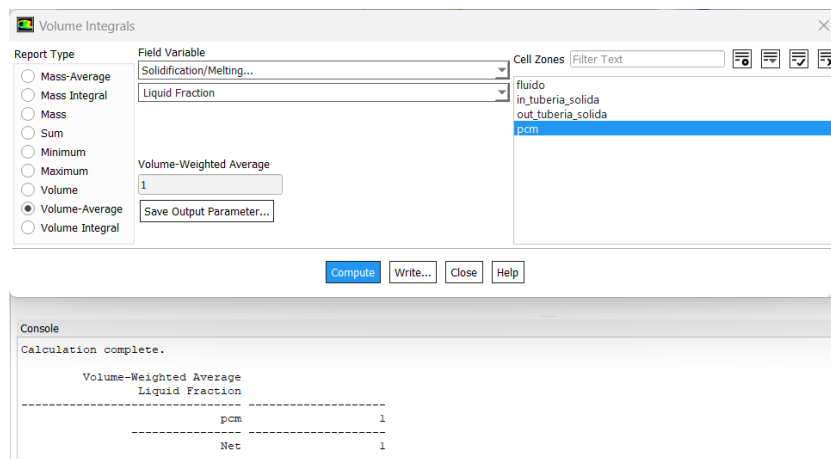 Volume Integrals
Report Type
Mass-Average
Mass Integral
Mass
Sum
Minimum
Maximum
Volume
Volume-Average
Volume Integral
Field Variable
Solidification/Melting...
Liquid Fraction
Volume-Weighted Average
1
Save Output Parameter...
Cell Zones Filter Text
fluido
in_tuberia_solida
out_tuberia_solida
pcm
Compute Write... Close Help
Console
Calculation complete.
Volume-Weighted Average
Liquid Fraction
-------------------------------- --------------------
pcm 1
---------------- --------------------
Net 1